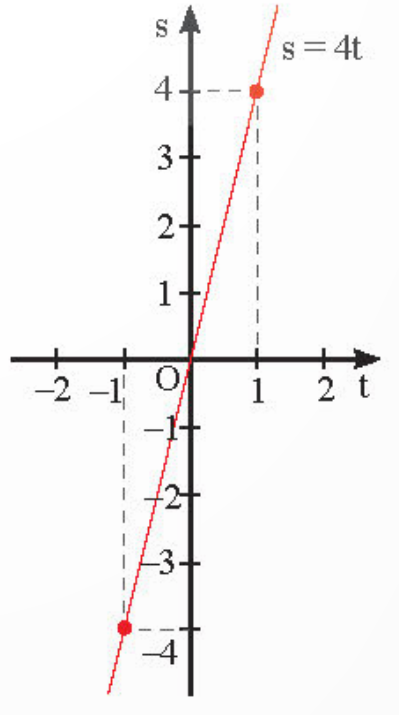 s
s = 4t
4
3
2
1
–2 –1 O 1 2 t
–1
–2
–3
–4